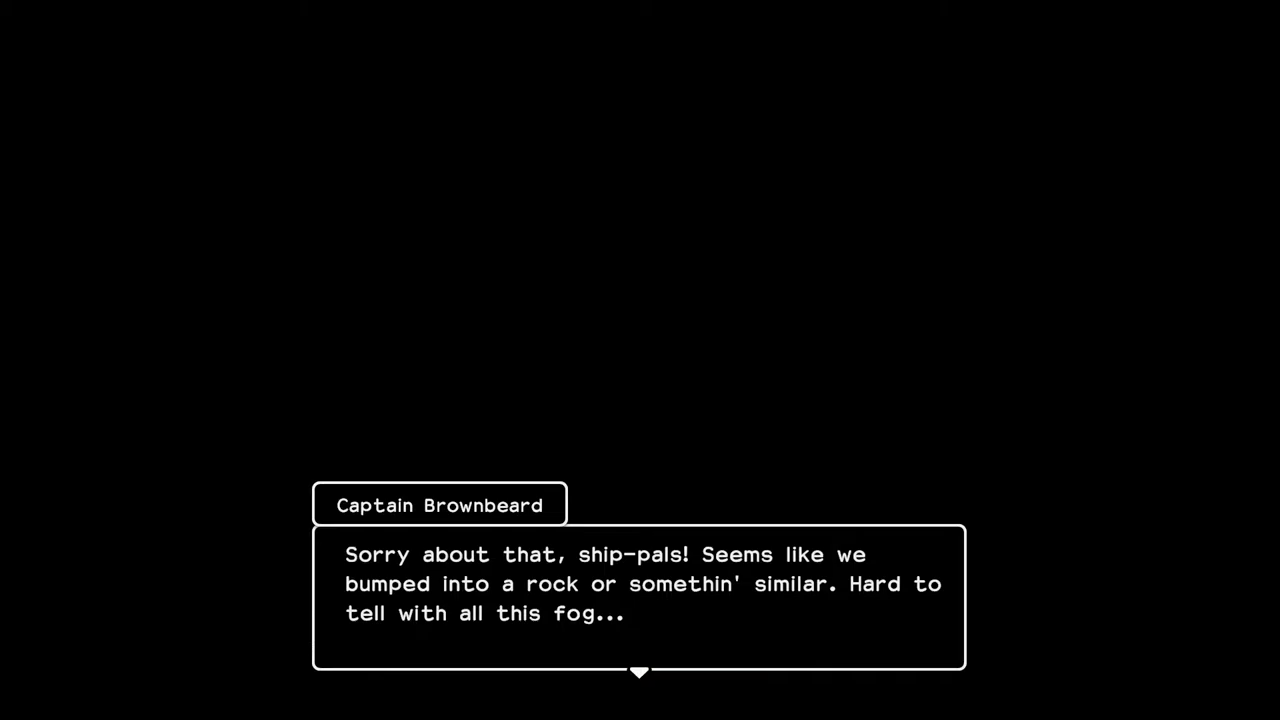 Captain Brownbeard
Sorry about that, ship-pals! Seems like we
bumped into a rock or somethin' similar. Hard to
tell with all this fog...